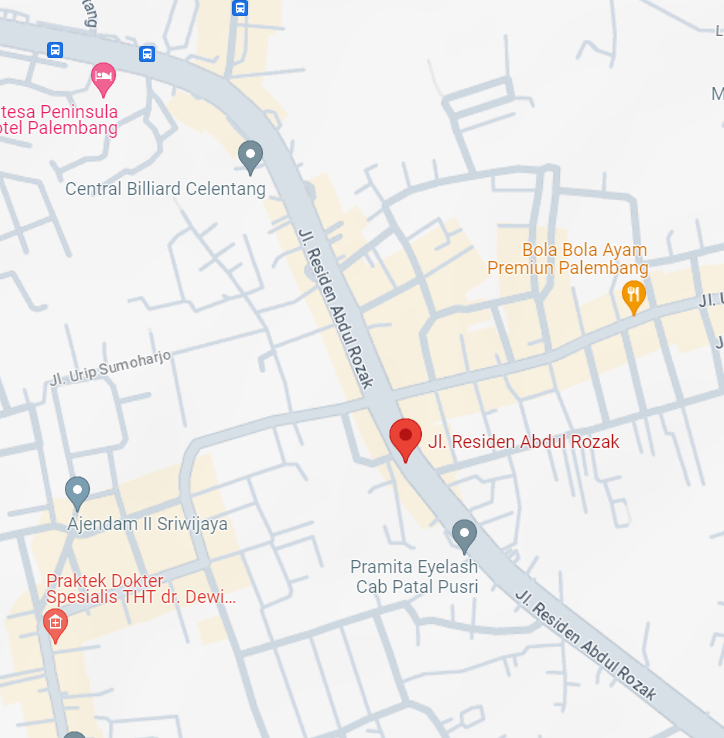 tang
tesa Peninsula
otel Palembang
Central Billiard Celentang
M
Jl. Residen Abdul Rozak
Bola Bola Ayam
Premiun Palembang
Jl. U
J
Jl. Urip Sumoharjo
Jl. Residen Abdul Rozak
Ajendam II Sriwijaya
Pramita Eyelash
Cab Patal Pusri
Praktek Dokter
Spesialis THT dr. Dewi...
Jl. Residen Abdul Rozak